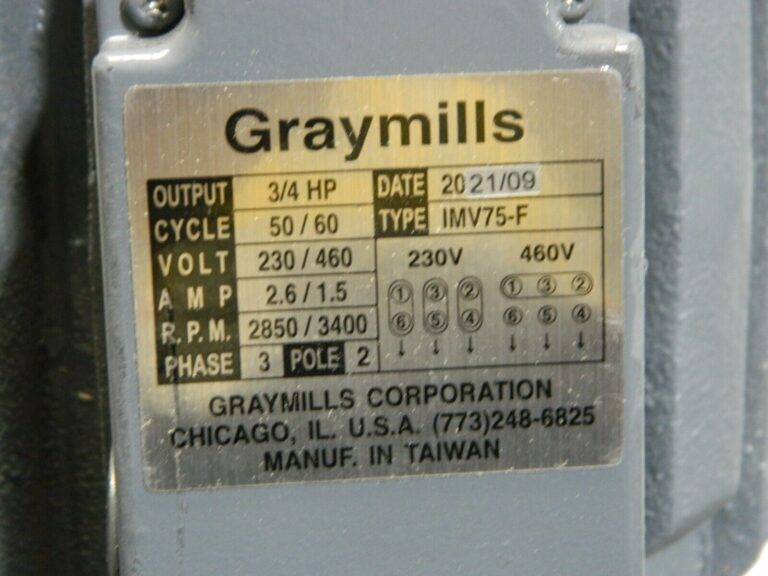 Graymills
OUTPUT 3/4 HP DATE 2021/09
CYCLE 50 / 60 TYPE IMV75-F
VOLT 230 / 460 230V 460V
AMP 2.6 / 1.5 ① ③ ② ① ③ ②
R.P.M. 2850 / 3400 ⑥ ⑤ ④ ⑥ ⑤ ④
PHASE 3 POLE 2 ↓ ↓ ↓ ↓ ↓ ↓
GRAYMILLS CORPORATION
CHICAGO, IL. U.S.A. (773)248-6825
MANUF. IN TAIWAN